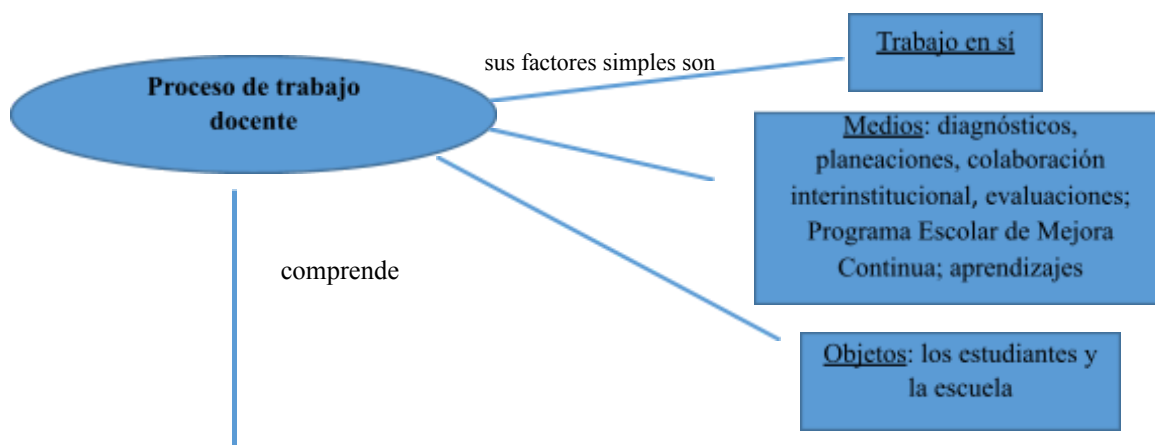 Proceso de trabajo
docente
sus factores simples son
Trabajo en sí
Medios: diagnósticos,
planeaciones, colaboración
interinstitucional, evaluaciones;
Programa Escolar de Mejora
Continua; aprendizajes
comprende
Objetos: los estudiantes y
la escuela